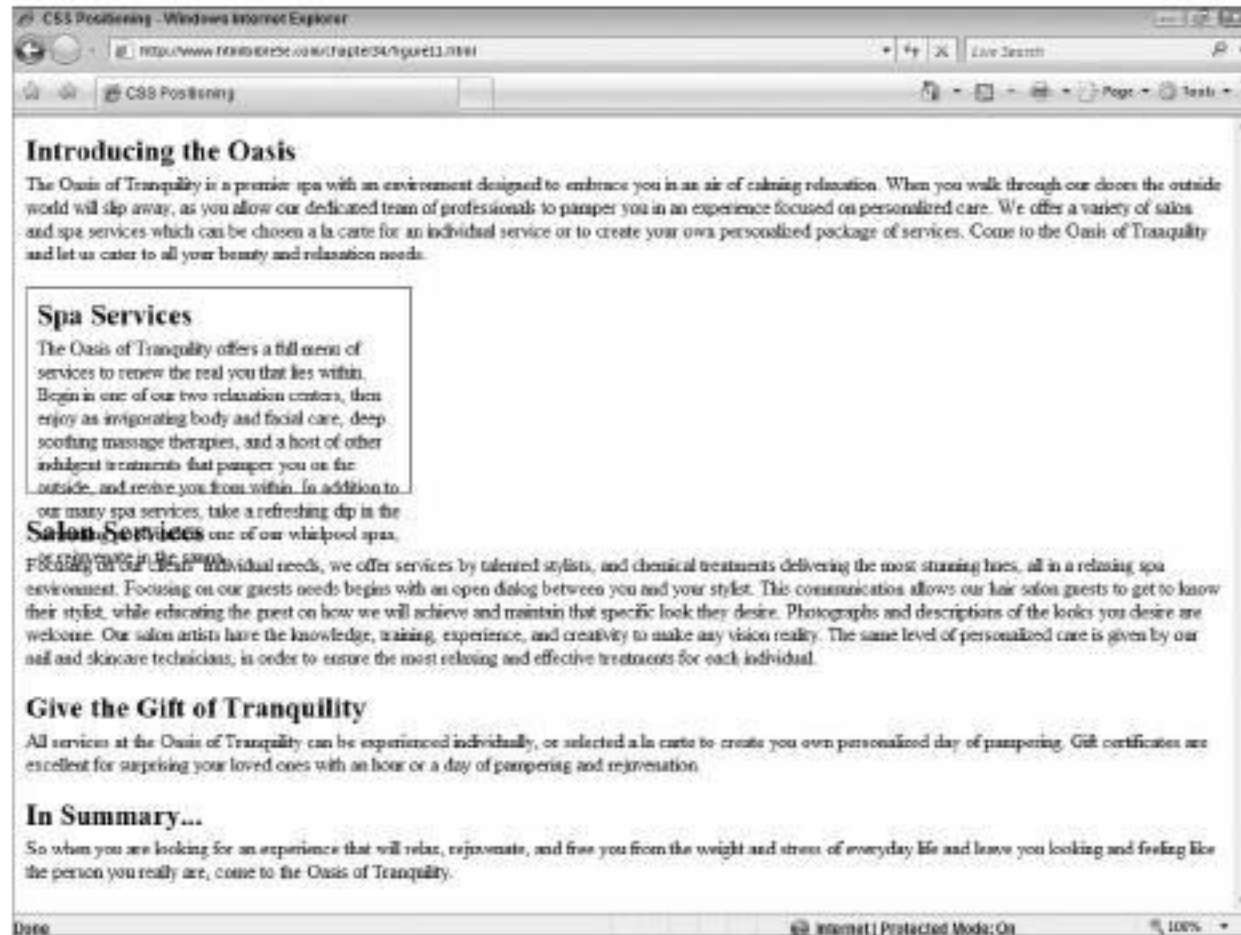 CSS Positioning - Windows Internet Explorer
Live Search
CSS Positioning
Page Tools
Introducing the Oasis
The Oasis of Tranquility is a premier spa with an environment designed to embrace you in an air of calming relaxation. When you walk through our doors the outside
world will slip away, as you allow our dedicated team of professionals to pamper you in an experience focused on personalized care. We offer a variety of salon
and spa services which can be chosen a la carte for an individual service or to create your own personalized package of services. Come to the Oasis of Tranquility
and let us cater to all your beauty and relaxation needs.
Spa Services
The Oasis of Tranquility offers a full menu of
services to renew the real you that lies within.
Begin in one of our two relaxation centers, then
enjoy an invigorating body and facial care, deep
soothing massage therapies, and a host of other
indulgent treatments that pamper you on the
outside, and revive you from within. In addition to
our many spa services, take a refreshing dip in the
one of our whirlpool spas,
or rejuvenate in the sauna.
Salon Services
Focusing on our clients' individual needs, we offer services by talented stylists, and chemical treatments delivering the most stunning hues, all in a relaxing spa
environment. Focusing on our guests needs begins with an open dialog between you and your stylist. This communication allows our hair salon guests to get to know
their stylist, while educating the guest on how we will achieve and maintain that specific look they desire. Photographs and descriptions of the looks you desire are
welcome. Our salon artists have the knowledge, training, experience, and creativity to make any vision reality. The same level of personalized care is given by our
nail and skincare technicians, in order to ensure the most relaxing and effective treatments for each individual.
Give the Gift of Tranquility
All services at the Oasis of Tranquility can be experienced individually, or selected a la carte to create you own personalized day of pampering. Gift certificates are
excellent for surprising your loved ones with an hour or a day of pampering and rejuvenation.
In Summary...
So when you are looking for an experience that will relax, rejuvenate, and free you from the weight and stress of everyday life and leave you looking and feeling like
the person you really are, come to the Oasis of Tranquility.
Done
Internet | Protected Mode: On
100%